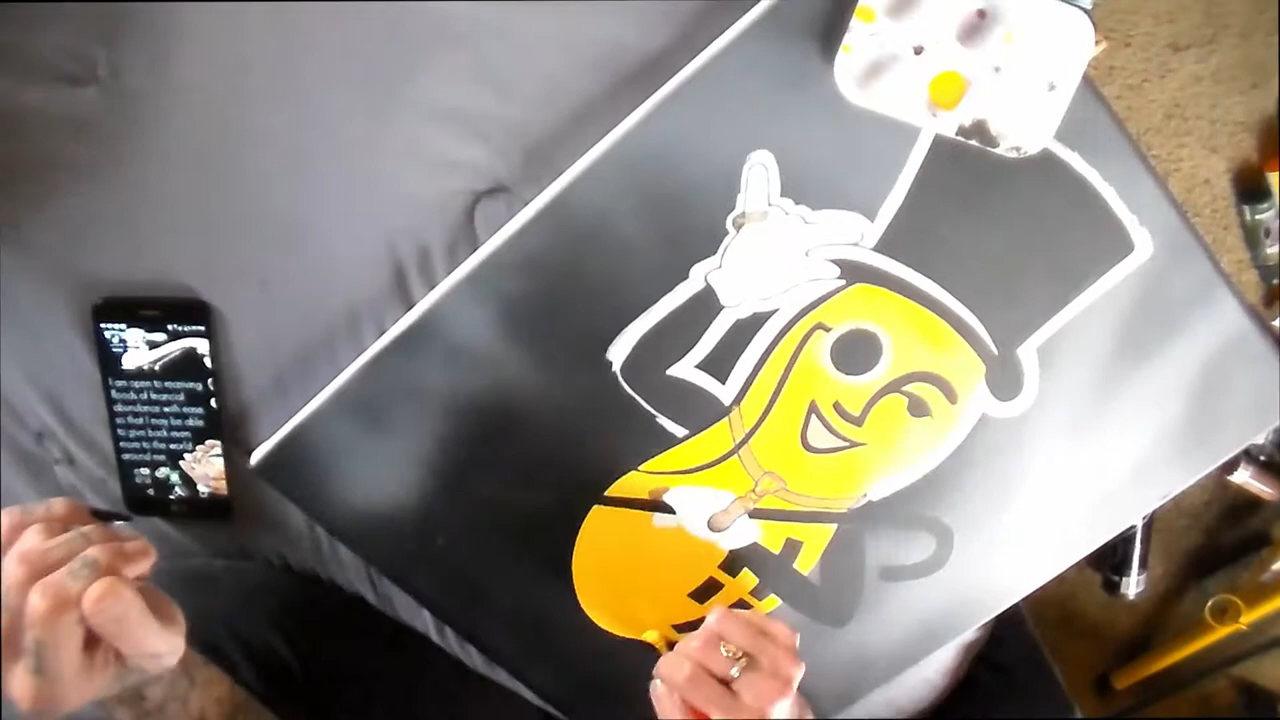 I am open to receiving
floods of financial
abundance with ease
so that I may be able
to give back even
more to the world
around me